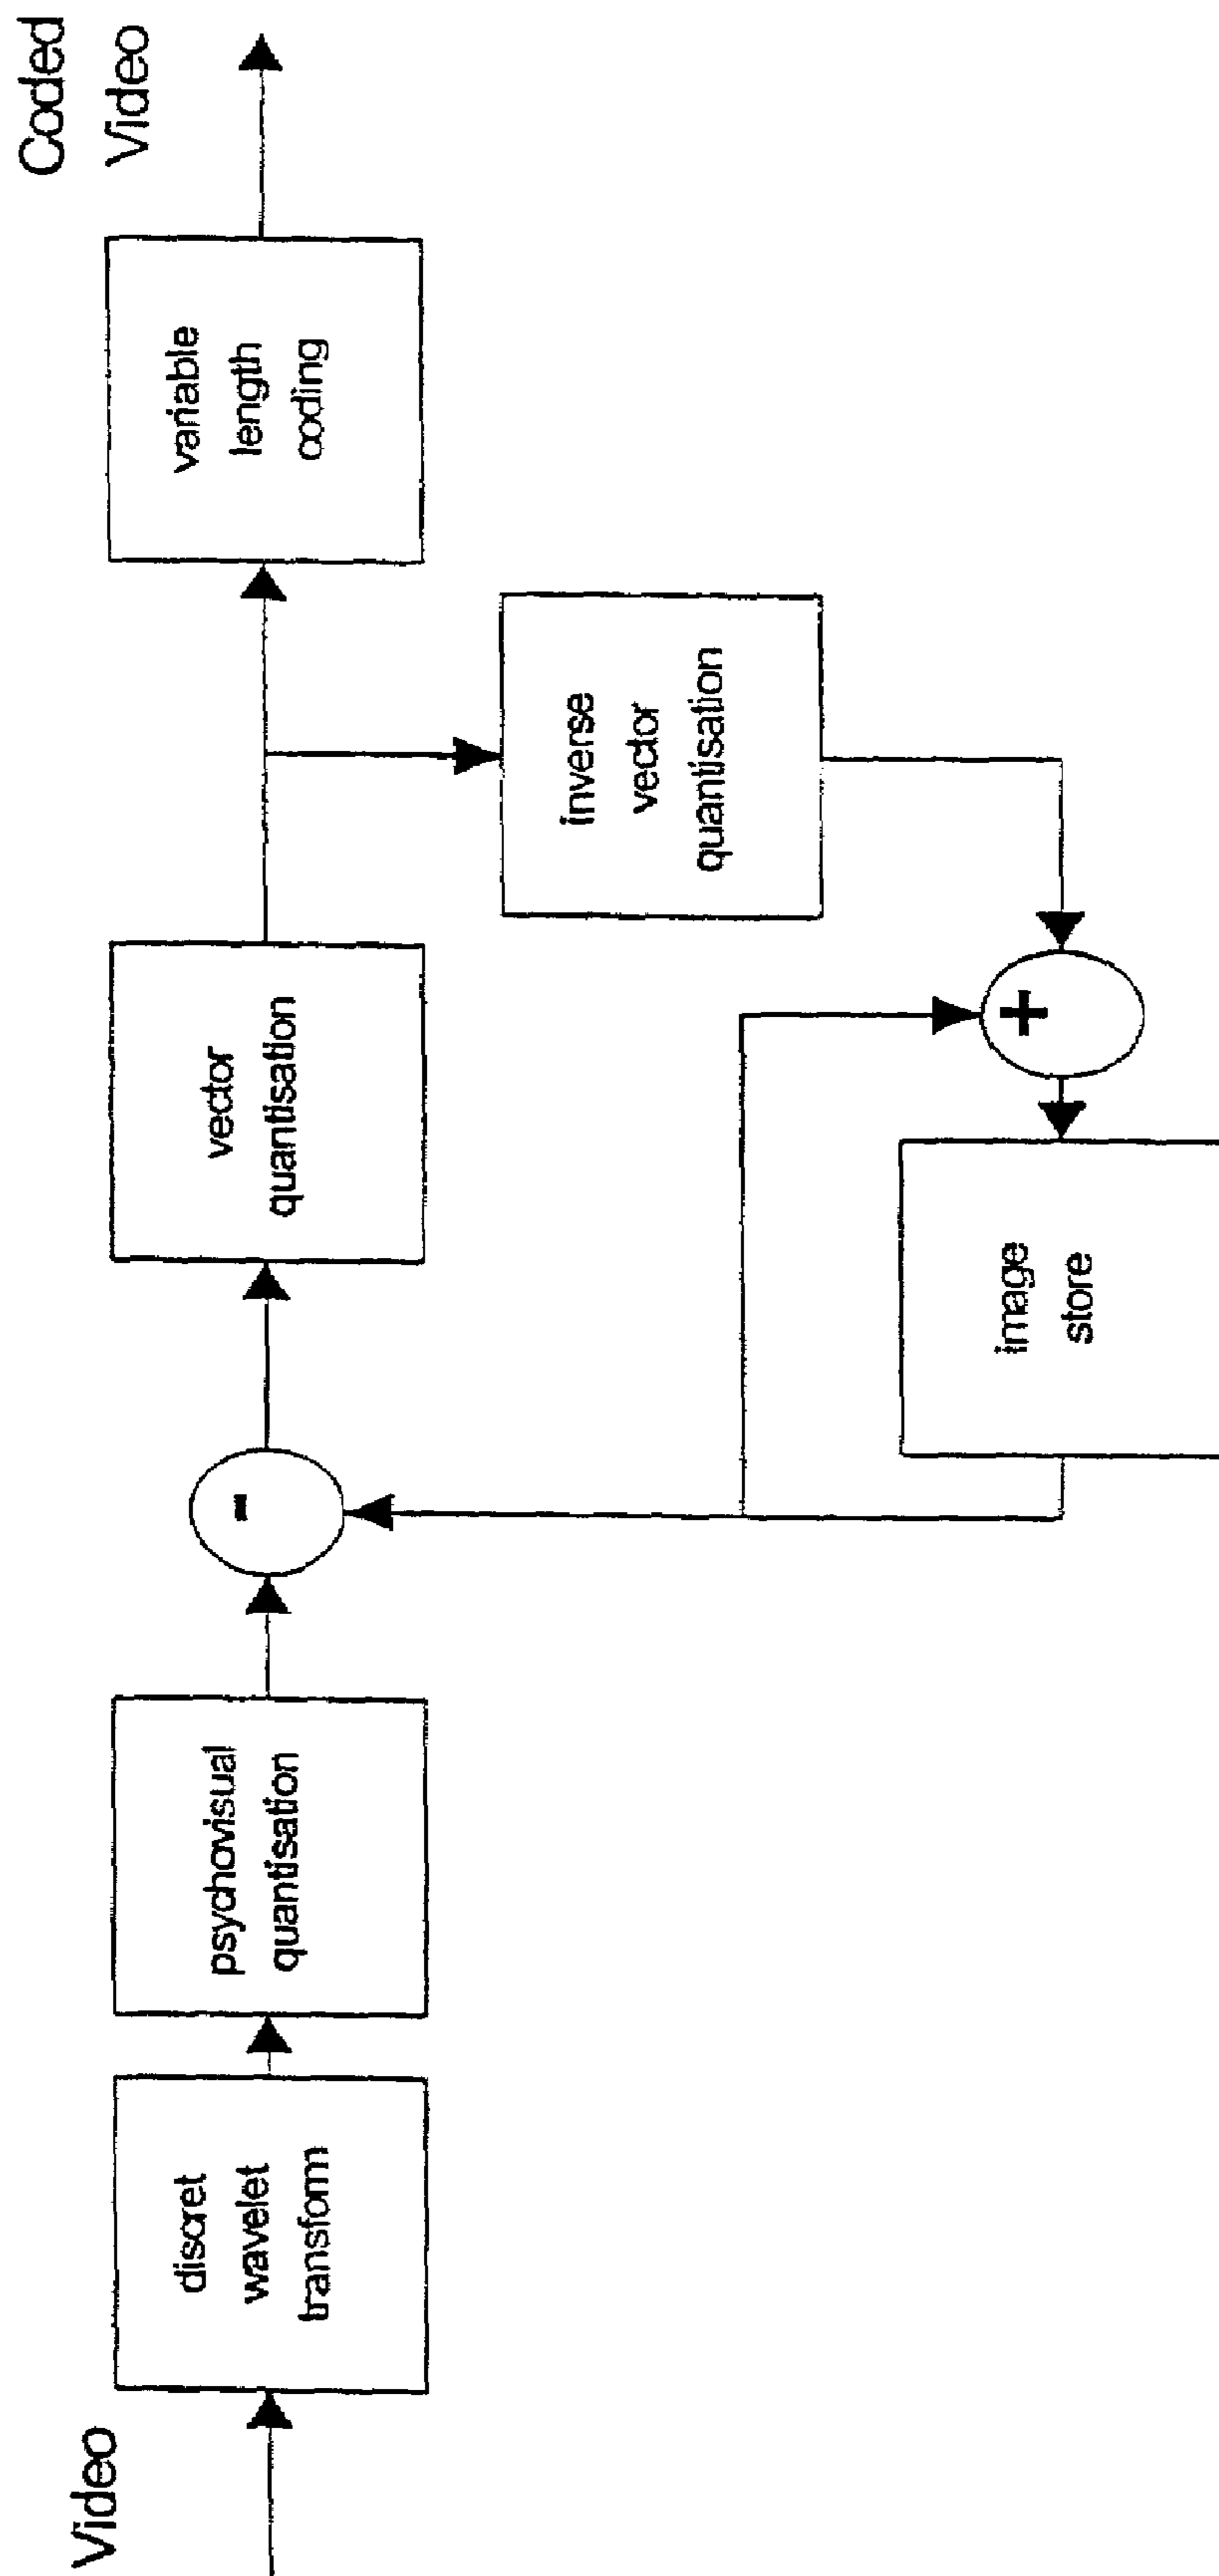 Video
discret
wavelet
transform
psychovisual
quantisation
-
vector
quantisation
variable
length
coding
Coded
Video
inverse
vector
quantisation
+
image
store